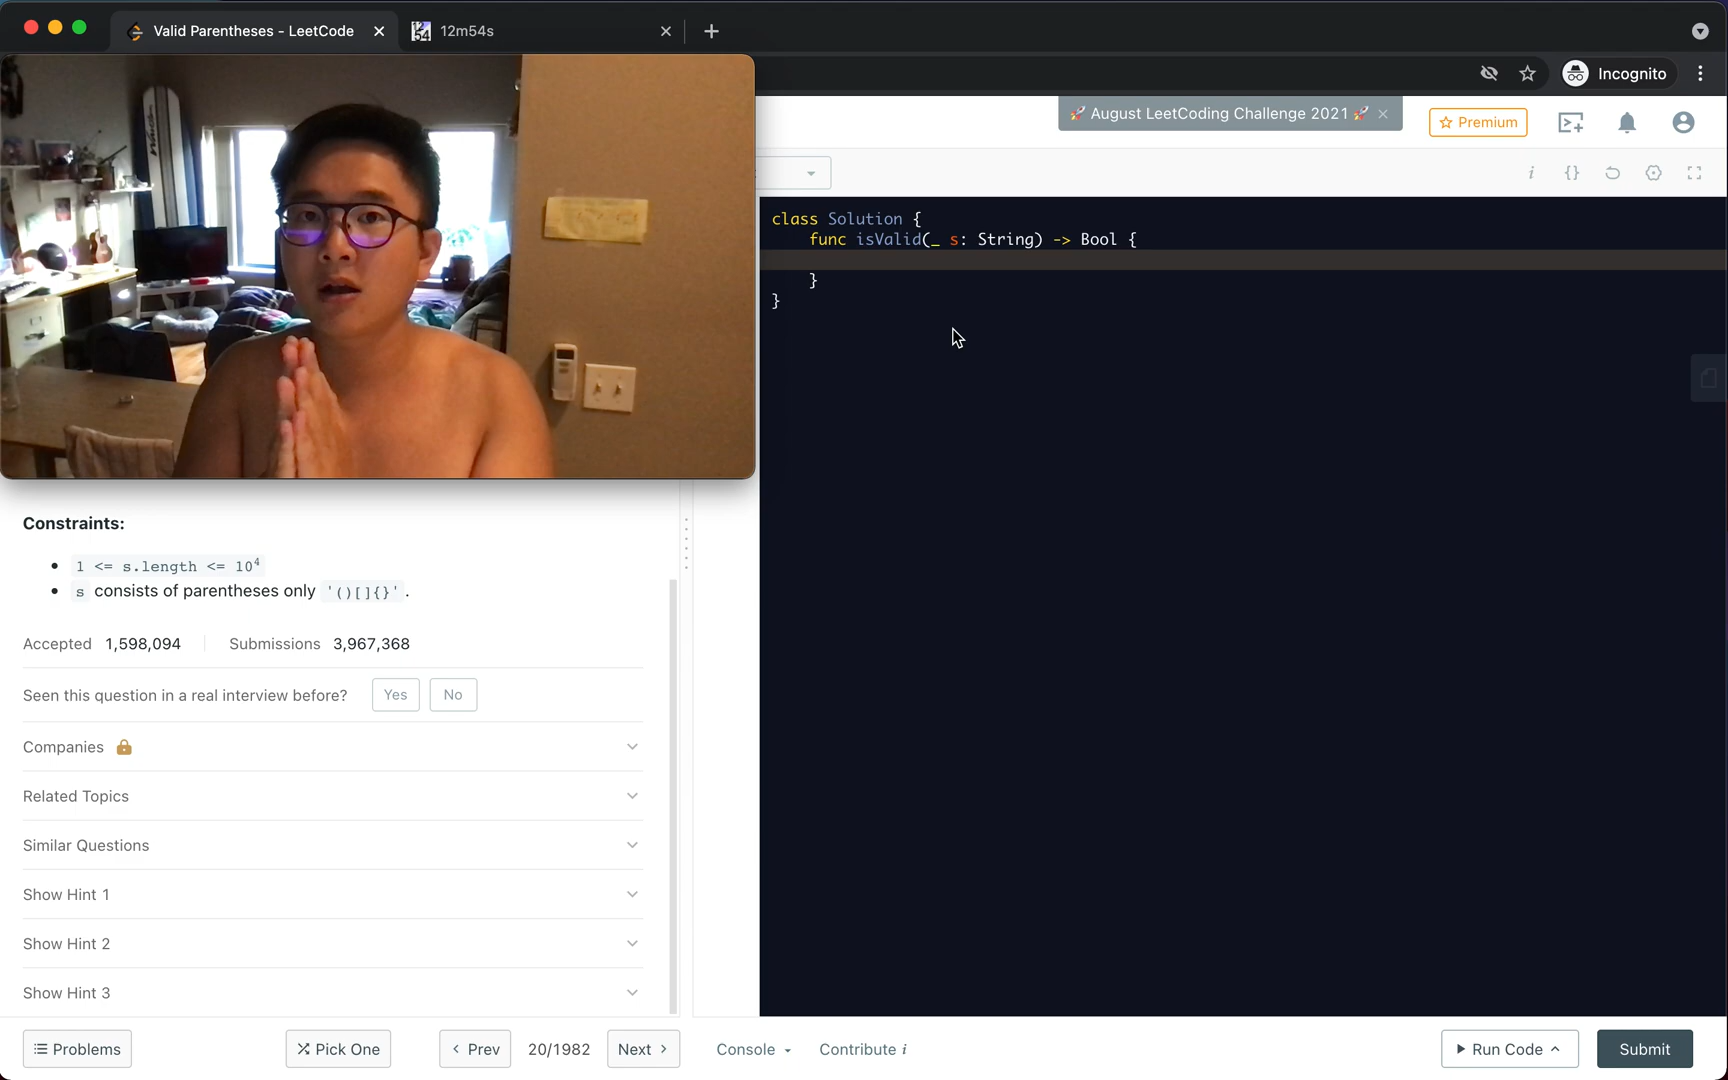 Valid Parentheses - LeetCode
12m54s
Incognito
🚀 August LeetCoding Challenge 2021 🚀
Premium
class Solution {
func isValid(_ s: String) -> Bool {
}
}
Constraints:
1 <= s.length <= 10⁴
s consists of parentheses only '()[]{}'.
Accepted 1,598,094 Submissions 3,967,368
Seen this question in a real interview before? Yes No
Companies
Related Topics
Similar Questions
Show Hint 1
Show Hint 2
Show Hint 3
Problems Pick One Prev 20/1982 Next Console Contribute i Run Code Submit